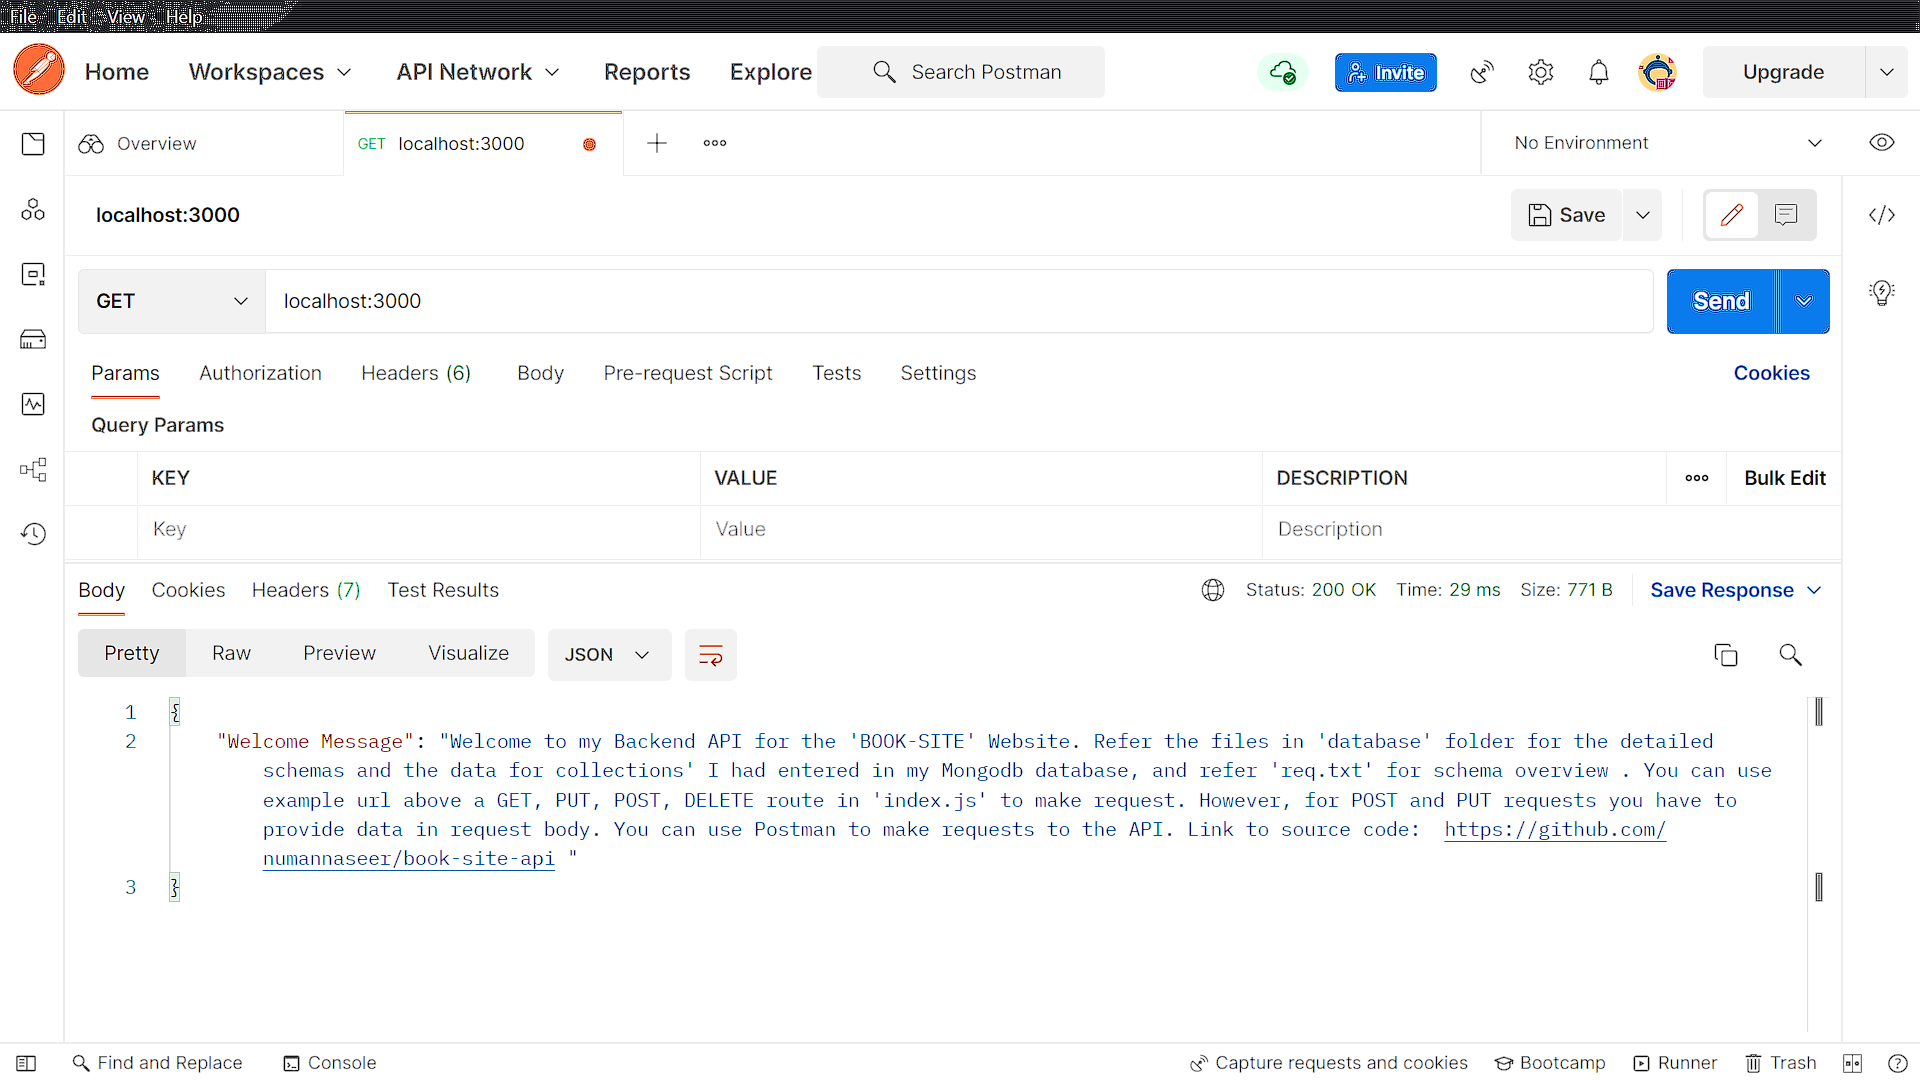 File Edit View Help
Home Workspaces API Network Reports Explore Search Postman Invite Upgrade
Overview GET localhost:3000 No Environment
localhost:3000 Save
GET localhost:3000 Send
Params Authorization Headers (6) Body Pre-request Script Tests Settings Cookies
Query Params
KEY VALUE DESCRIPTION Bulk Edit
Key Value Description
Body Cookies Headers (7) Test Results Status: 200 OK Time: 29 ms Size: 771 B Save Response
Pretty Raw Preview Visualize JSON
1 {
2 "Welcome Message": "Welcome to my Backend API for the 'BOOK-SITE' Website. Refer the files in 'database' folder for the detailed
schemas and the data for collections' I had entered in my Mongodb database, and refer 'req.txt' for schema overview . You can use
example url above a GET, PUT, POST, DELETE route in 'index.js' to make request. However, for POST and PUT requests you have to
provide data in request body. You can use Postman to make requests to the API. Link to source code:  https://github.com/
numannaseer/book-site-api "
3 }
Find and Replace Console Capture requests and cookies Bootcamp Runner Trash